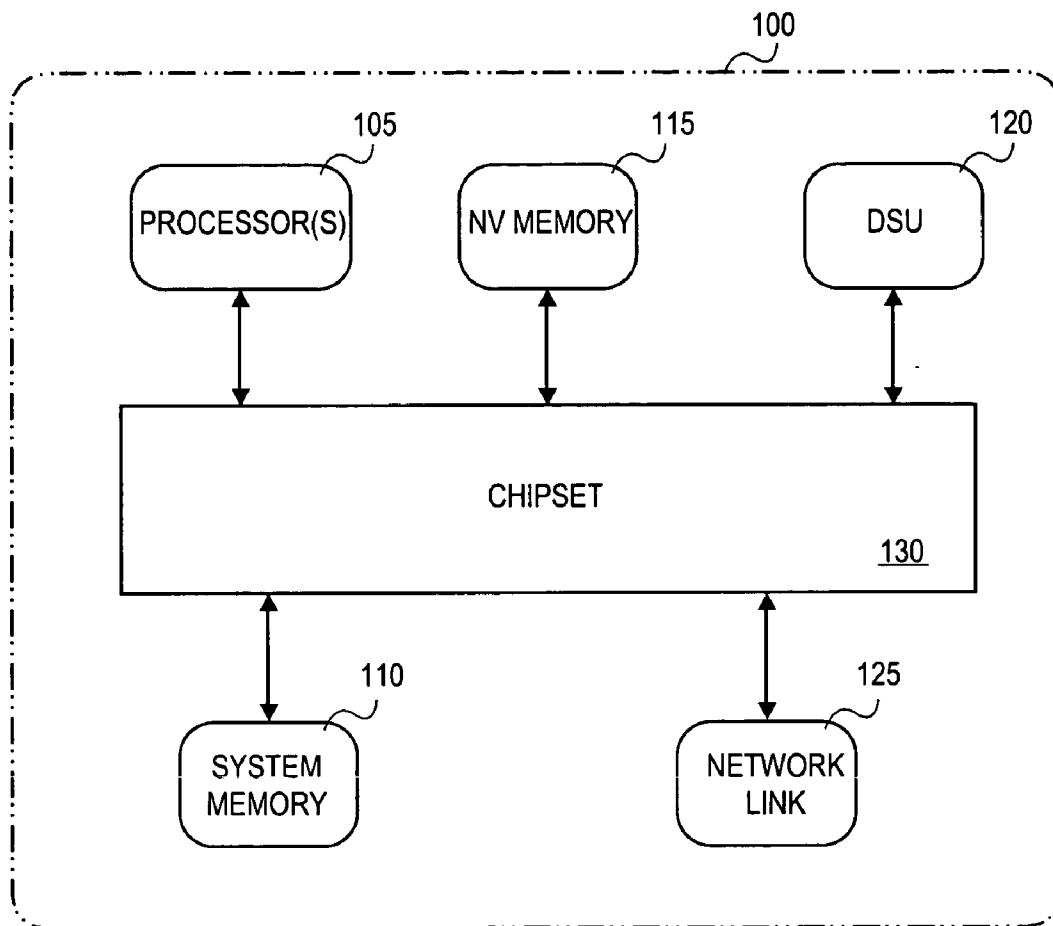 100
105
115
120
PROCESSOR(S)
NV MEMORY
DSU
CHIPSET
130
110
125
SYSTEM
MEMORY
NETWORK
LINK